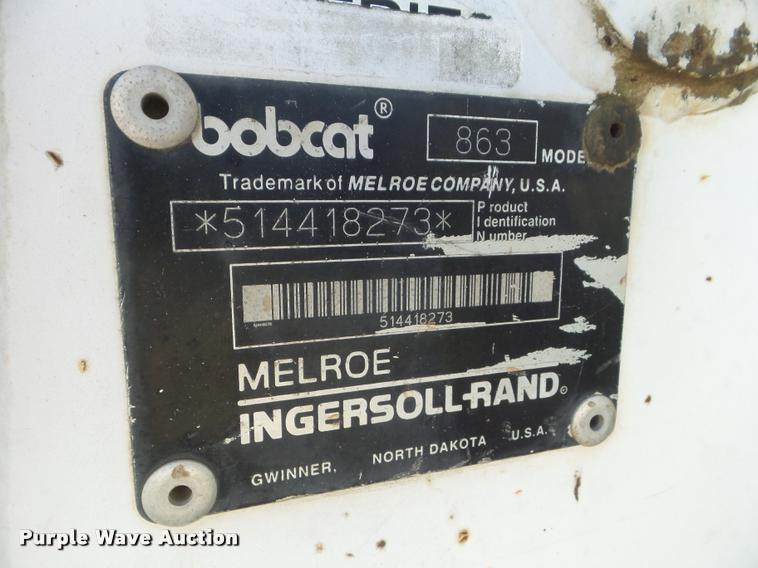 bobcat®
863 MODE
Trademark of MELROE COMPANY, U.S.A.
*514418273*
Product
Identification
Number
514418273
MELROE
INGERSOLL-RAND©
GWINNER, NORTH DAKOTA U.S.A.
Purple Wave Auction